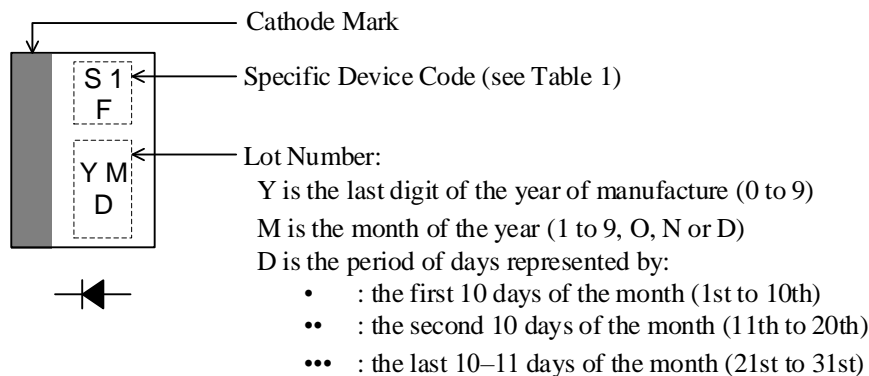 Cathode Mark
S 1
F
Specific Device Code (see Table 1)
Y M
D
Lot Number:
Y is the last digit of the year of manufacture (0 to 9)
M is the month of the year (1 to 9, O, N or D)
D is the period of days represented by:
• : the first 10 days of the month (1st to 10th)
•• : the second 10 days of the month (11th to 20th)
••• : the last 10–11 days of the month (21st to 31st)